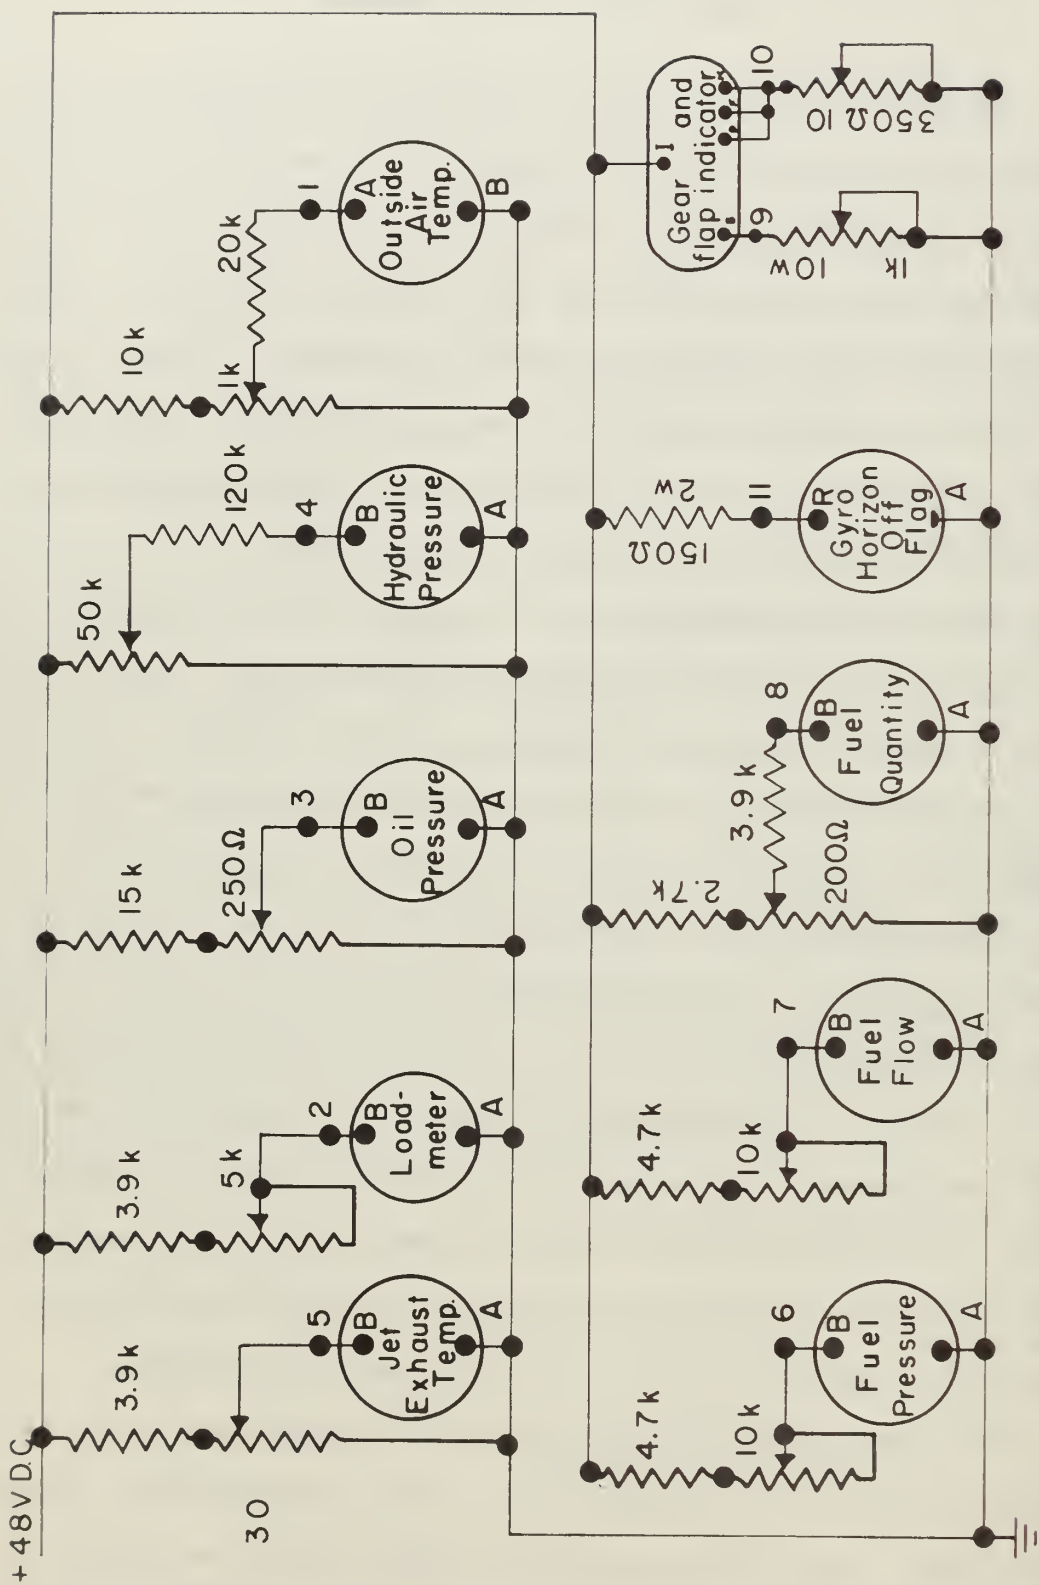 +48V D.C.
3.9k
30
5
B
Jet
Exhaust
Temp.
A
3.9k
5k
2
B
Load-
meter
A
15k
250Ω
3
B
Oil
Pressure
A
50k
120k
4
B
Hydraulic
Pressure
A
10k
1k
20k
1
A
Outside
Air
Temp.
B
4.7k
10k
6
B
Fuel
Pressure
A
4.7k
10k
7
B
Fuel
Flow
A
2.7k
200Ω
3.9k
8
B
Fuel
Quantity
A
150Ω
2w
11
R
Gyro
Horizon
Off
Flag
A
I
Gear and
flap indicator
9
10
10w
1k
350Ω 10